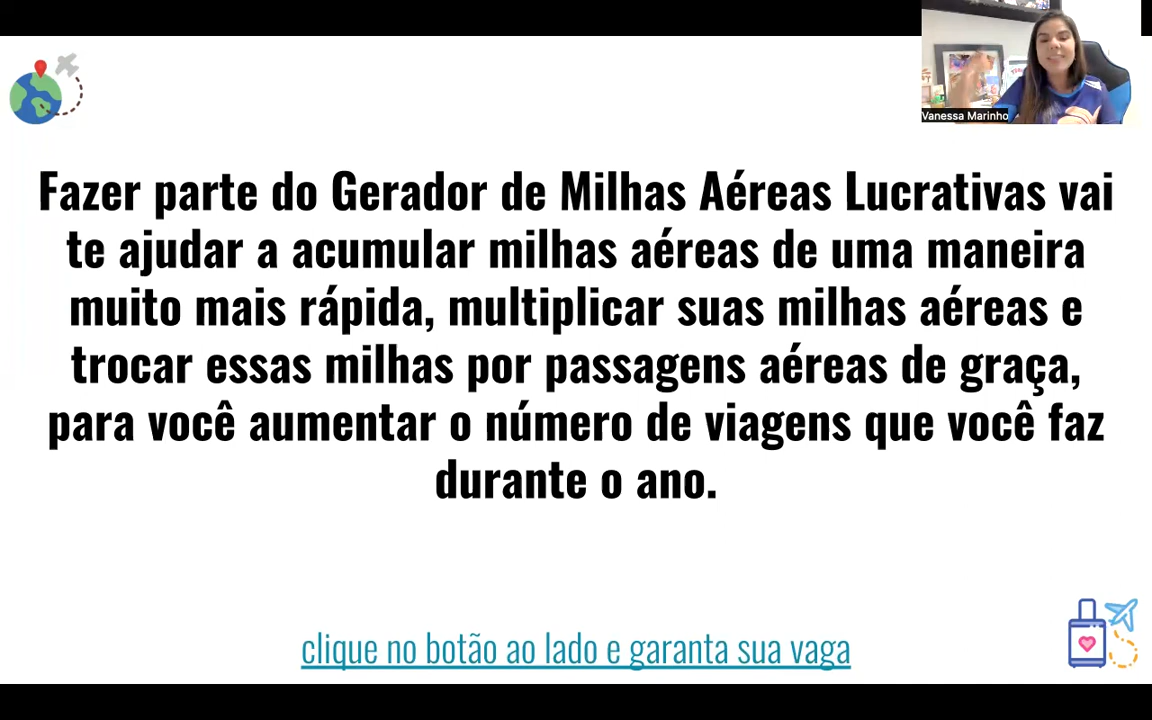 Vanessa Marinho
Fazer parte do Gerador de Milhas Aéreas Lucrativas vai
te ajudar a acumular milhas aéreas de uma maneira
muito mais rápida, multiplicar suas milhas aéreas e
trocar essas milhas por passagens aéreas de graça,
para você aumentar o número de viagens que você faz
durante o ano.
clique no botão ao lado e garanta sua vaga